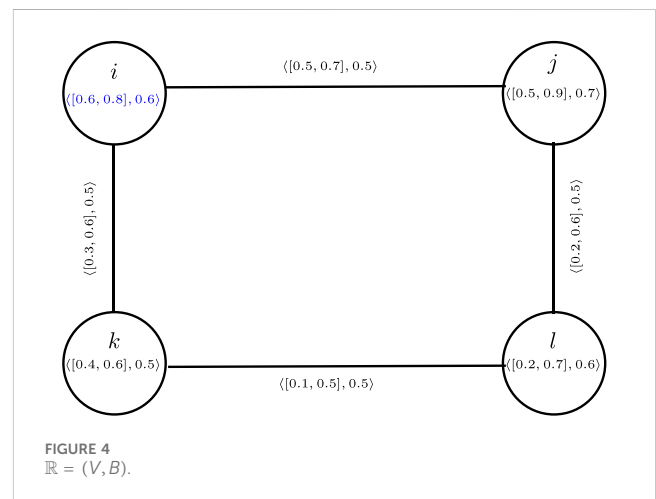 ⟨[0.5, 0.7], 0.5⟩
i
⟨[0.6, 0.8], 0.6⟩
j
⟨[0.5, 0.9], 0.7⟩
⟨[0.3, 0.6], 0.5⟩
⟨[0.2, 0.6], 0.5⟩
k
⟨[0.4, 0.6], 0.5⟩
l
⟨[0.2, 0.7], 0.6⟩
⟨[0.1, 0.5], 0.5⟩
FIGURE 4
ℝ = (V, B).